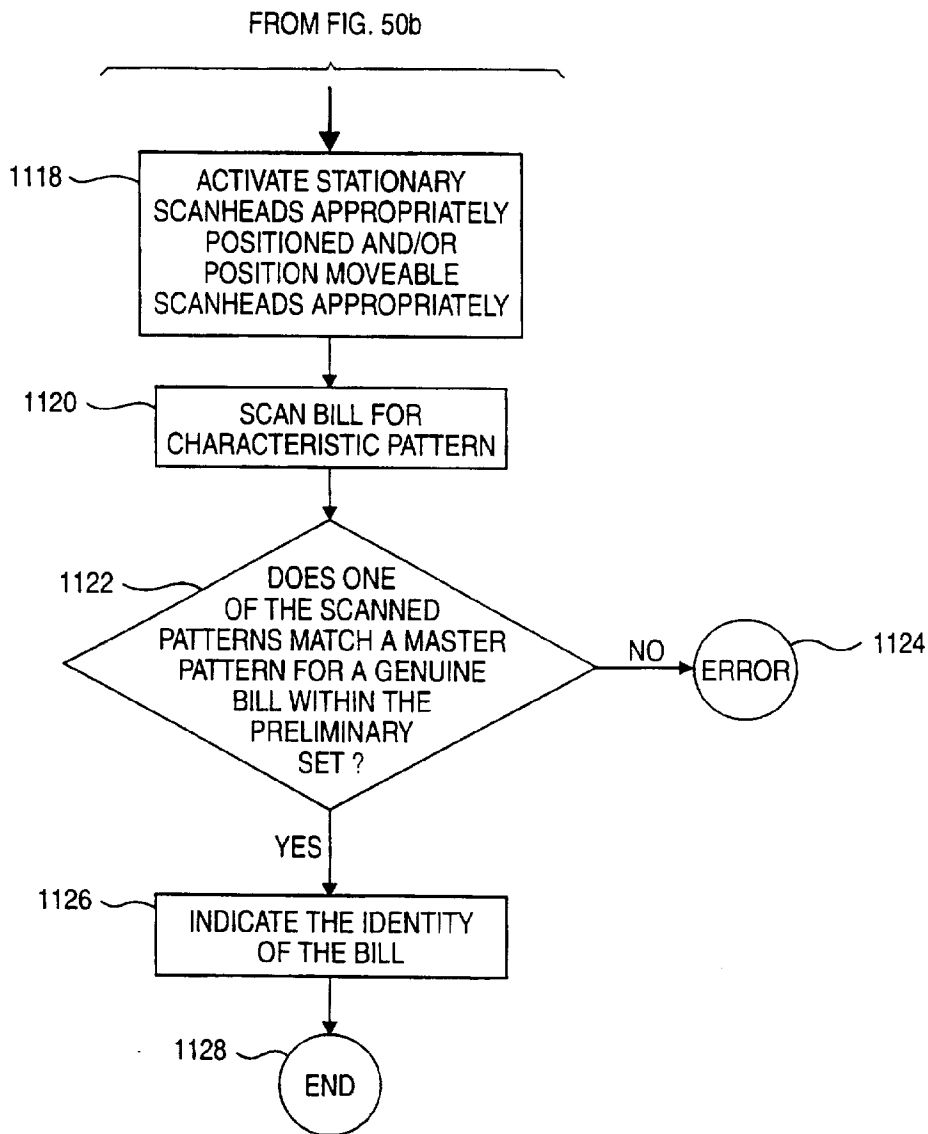 FROM FIG. 50b
1118
ACTIVATE STATIONARY
SCANHEADS APPROPRIATELY
POSITIONED AND/OR
POSITION MOVEABLE
SCANHEADS APPROPRIATELY
1120
SCAN BILL FOR
CHARACTERISTIC PATTERN
1122
DOES ONE
OF THE SCANNED
PATTERNS MATCH A MASTER
PATTERN FOR A GENUINE
BILL WITHIN THE
PRELIMINARY
SET ?
NO
ERROR
1124
YES
1126
INDICATE THE IDENTITY
OF THE BILL
1128
END